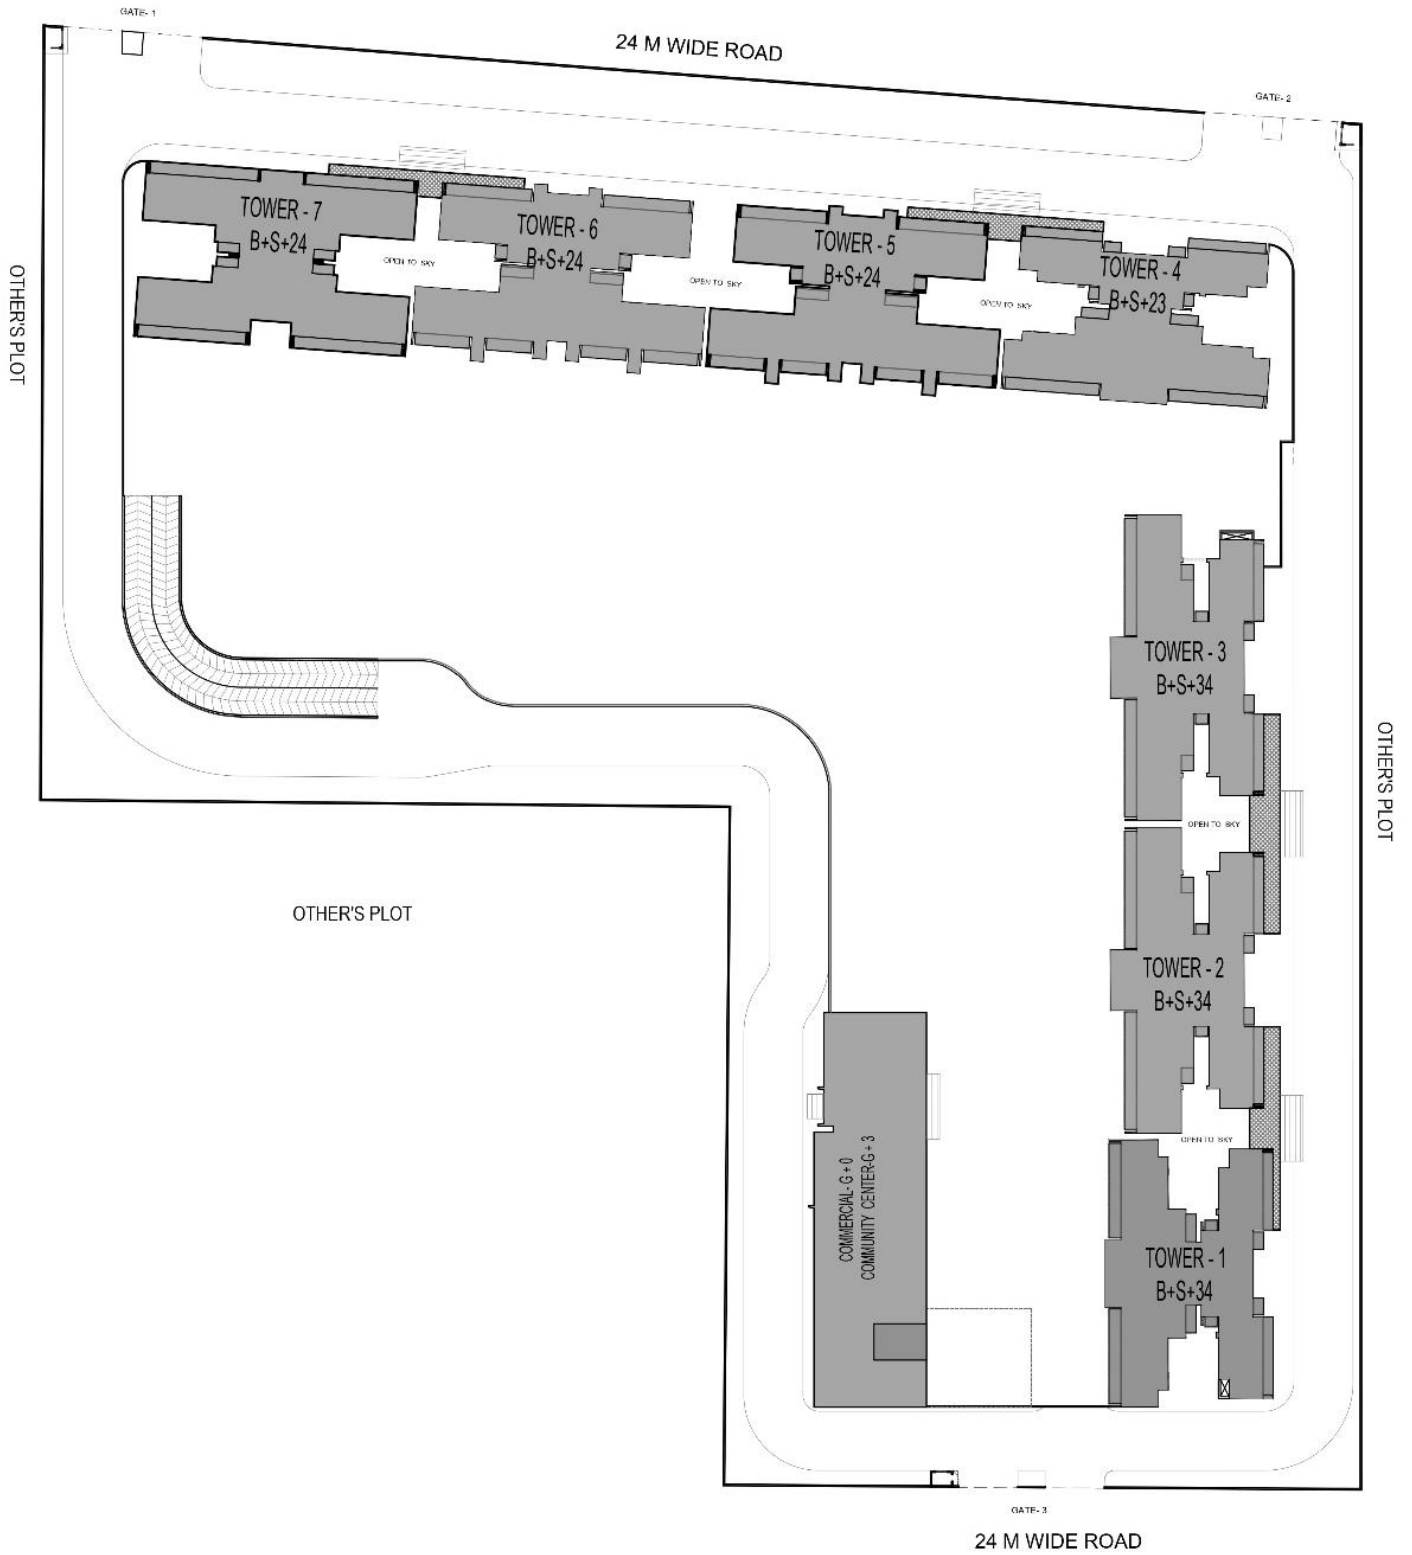 GATE- 1
24 M WIDE ROAD
GATE- 2
TOWER - 7
B+S+24
OPEN TO SKY
TOWER - 6
B+S+24
OPEN TO SKY
TOWER - 5
B+S+24
OPEN TO SKY
TOWER - 4
B+S+23
OTHER'S PLOT
TOWER - 3
B+S+34
OPEN TO SKY
OTHER'S PLOT
OTHER'S PLOT
TOWER - 2
B+S+34
OPEN TO SKY
COMMERCIAL- G + 0
COMMUNITY CENTER-G + 3
TOWER - 1
B+S+34
GATE- 3
24 M WIDE ROAD